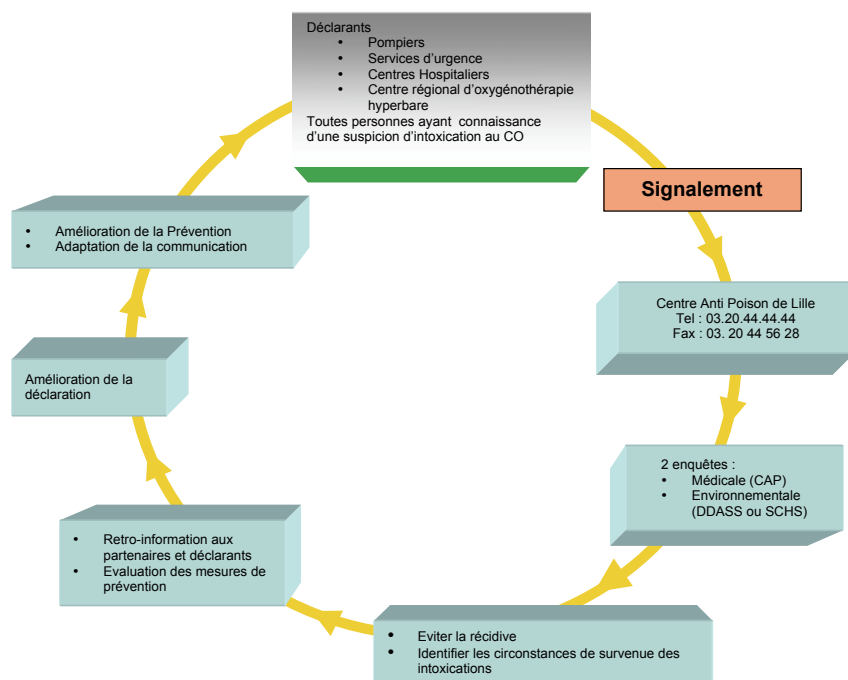 Déclarants
• Pompiers
• Services d'urgence
• Centres Hospitaliers
• Centre régional d'oxygénothérapie
hyperbare
Toutes personnes ayant connaissance
d'une suspicion d'intoxication au CO
Signalement
Centre Anti Poison de Lille
Tel : 03.20.44.44.44
Fax : 03. 20 44 56 28
2 enquêtes :
• Médicale (CAP)
• Environnementale
(DDASS ou SCHS)
• Eviter la récidive
• Identifier les circonstances de survenue des
intoxications
• Retro-information aux
partenaires et déclarants
• Evaluation des mesures de
prévention
Amélioration de la
déclaration
• Amélioration de la Prévention
• Adaptation de la communication